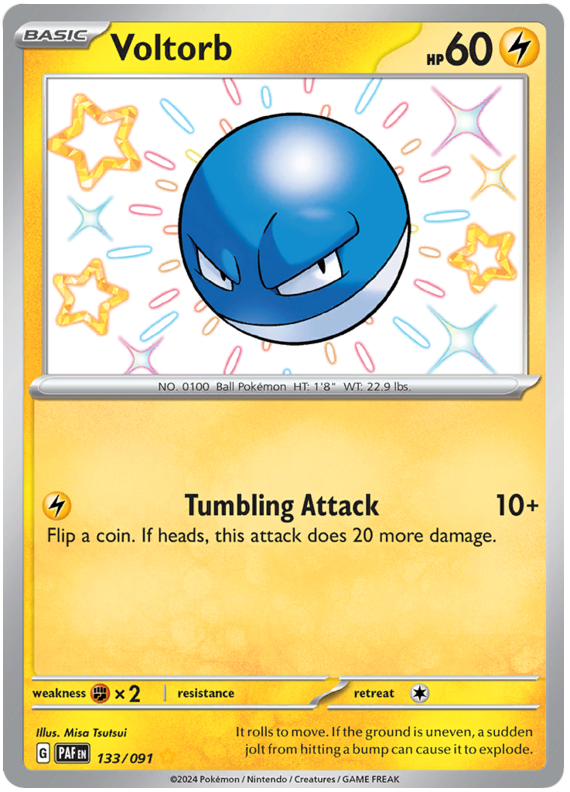 BASIC Voltorb HP60
NO. 0100 Ball Pokémon HT: 1'8" WT: 22.9 lbs.
Tumbling Attack 10+
Flip a coin. If heads, this attack does 20 more damage.
weakness ×2 resistance retreat
Illus. Misa Tsutsui
It rolls to move. If the ground is uneven, a sudden
jolt from hitting a bump can cause it to explode.
G PAF EN 133/091
©2024 Pokémon / Nintendo / Creatures / GAME FREAK